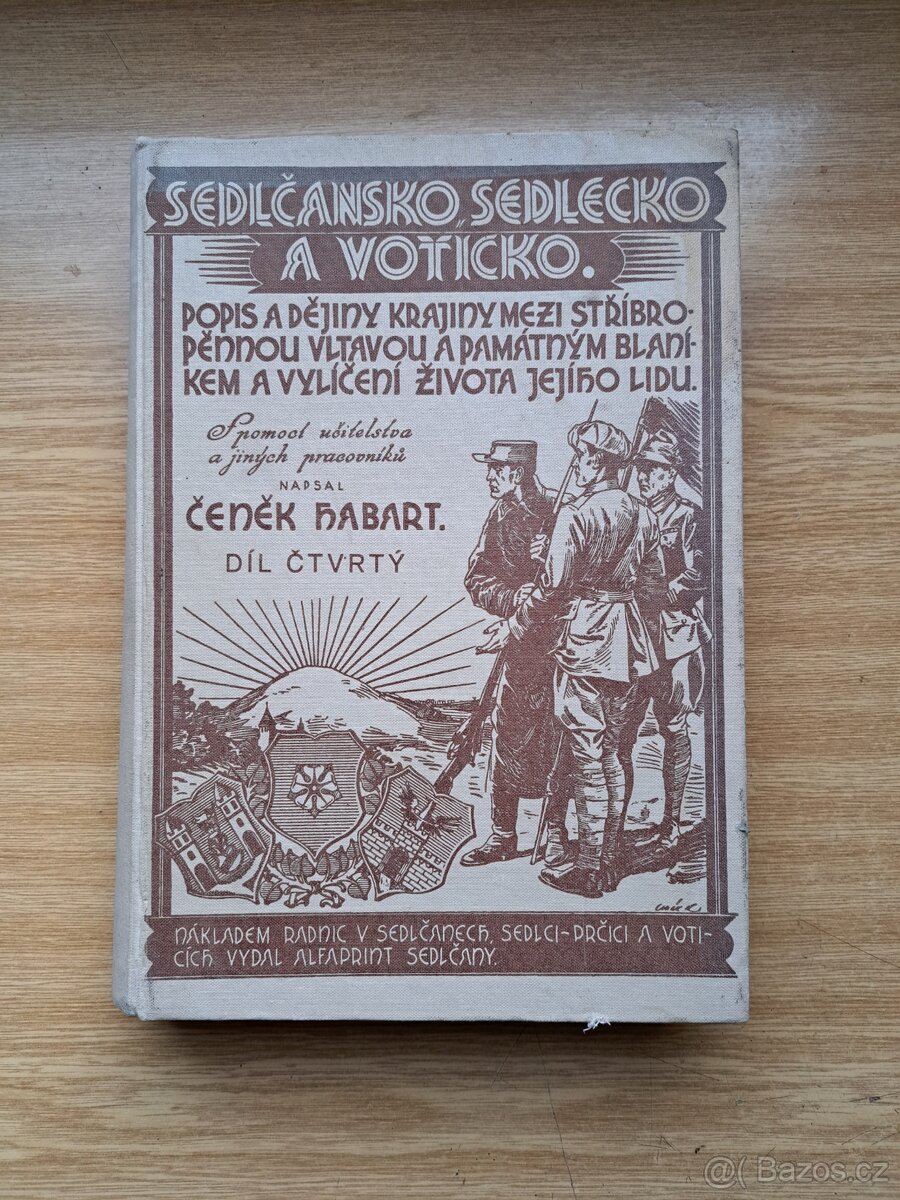 SEDLČANSKO, SEDLECKO
A VOTICKO.
POPIS A DĚJINY KRAJINY MEZI STŘÍBRO-
PĚNNOU VLTAVOU A PAMÁTNÝM BLANÍ-
KEM A VYLÍČENÍ ŽIVOTA JEJÍHO LIDU.
S pomocí učitelstva
a jiných pracovníků
NAPSAL
ČENĚK HABART.
DÍL ČTVRTÝ
NÁKLADEM RADNIC V SEDLČANECH, SEDLCI-PRČICI A VOTI-
CÍCH VYDAL ALFAPRINT SEDLČANY.
@( Bazos.cz